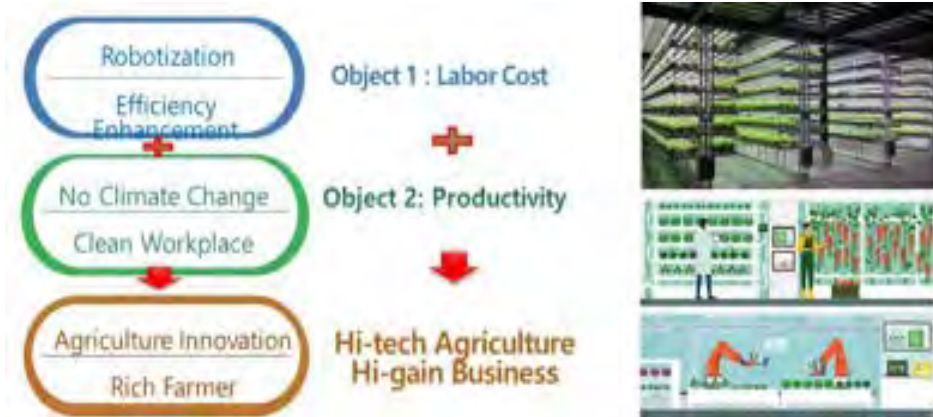 Robotization
Efficiency
Enhancement
Object 1 : Labor Cost
No Climate Change
Clean Workplace
Object 2: Productivity
Agriculture Innovation
Rich Farmer
Hi-tech Agriculture
Hi-gain Business